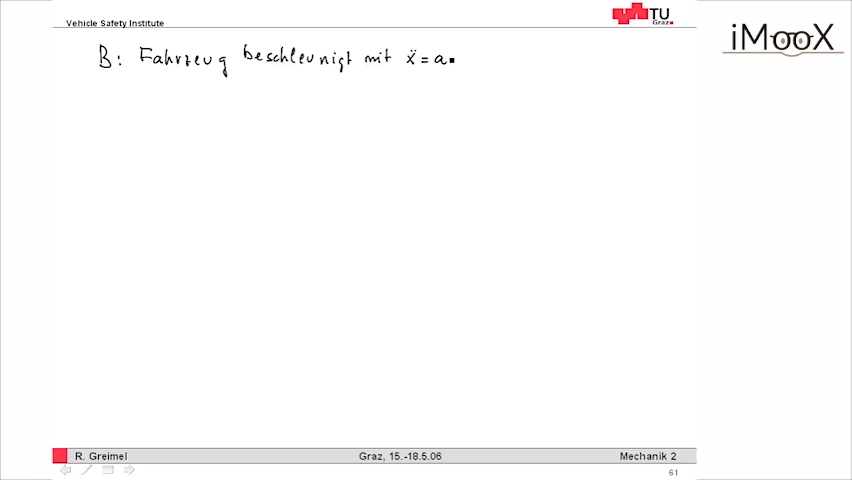 Vehicle Safety Institute
TU
Graz
iMooX
B: Fahrzeug beschleunigt mit ẍ = a
R. Greimel
Graz, 15.-18.5.06
Mechanik 2
61